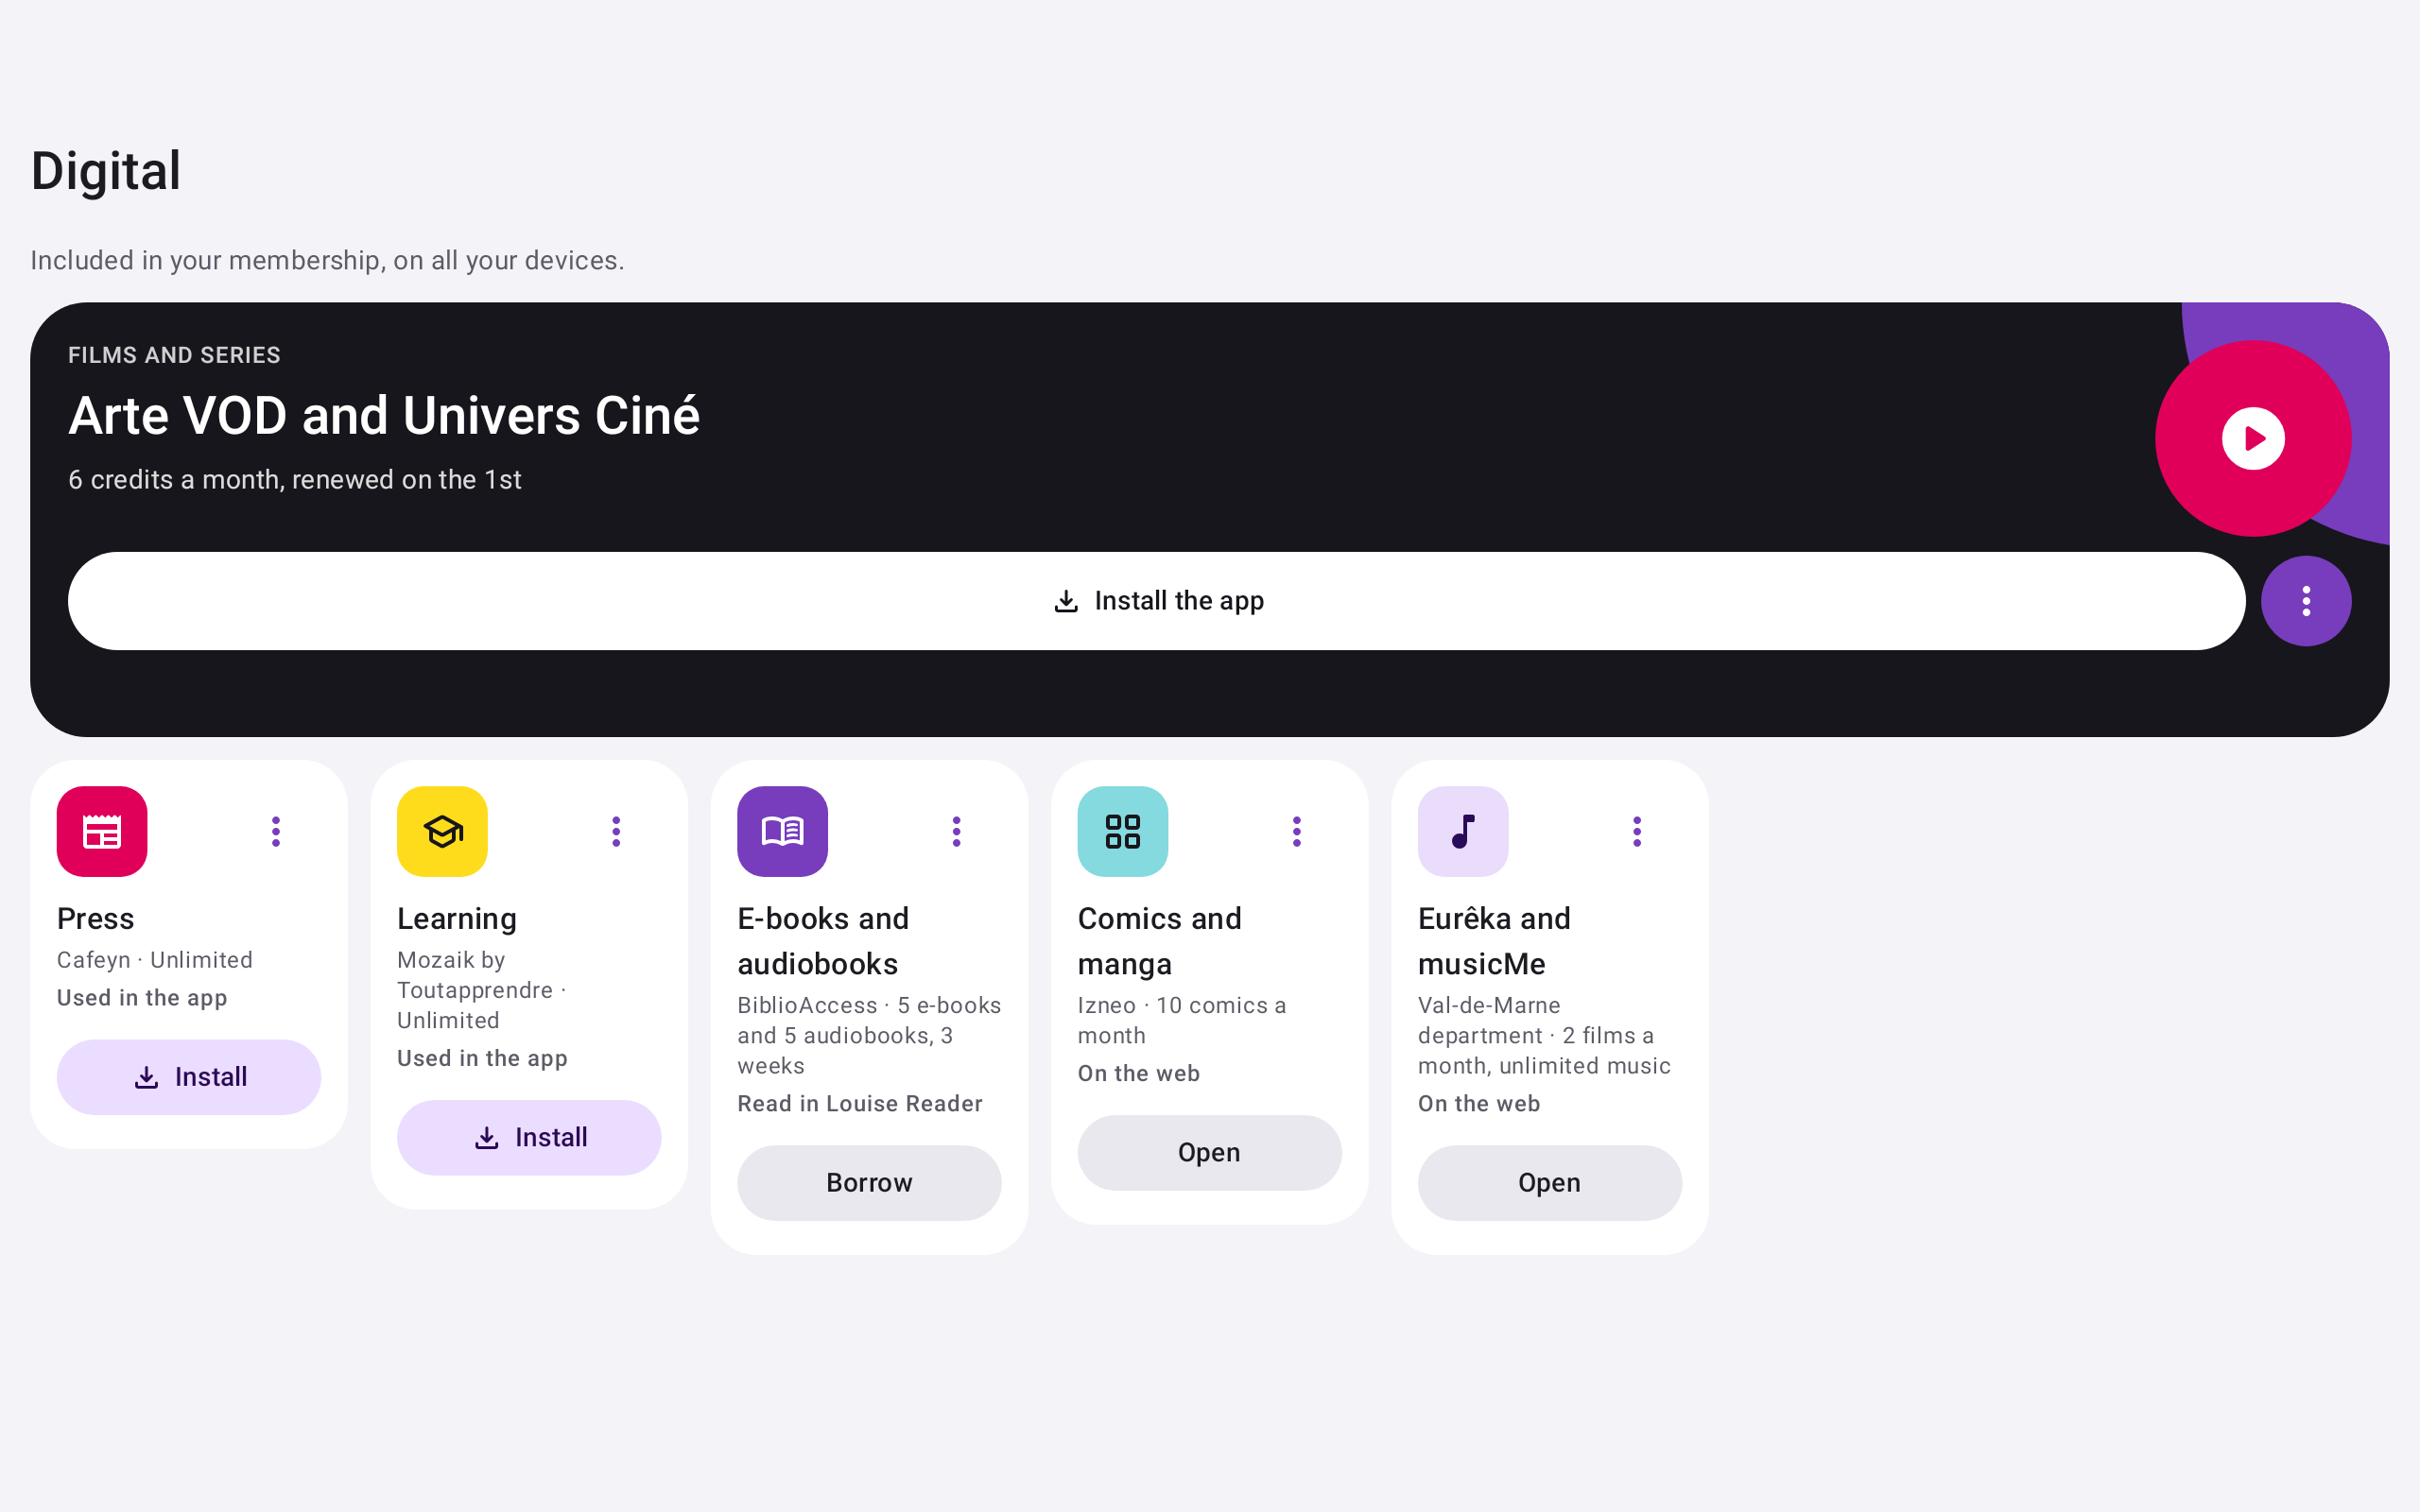 Digital
Included in your membership, on all your devices.
FILMS AND SERIES
Arte VOD and Univers Ciné
6 credits a month, renewed on the 1st
Install the app
Press
Cafeyn · Unlimited
Used in the app
Install
Learning
Mozaik by
Toutapprendre ·
Unlimited
Used in the app
Install
E-books and
audiobooks
BiblioAccess · 5 e-books
and 5 audiobooks, 3
weeks
Read in Louise Reader
Borrow
Comics and
manga
Izneo · 10 comics a
month
On the web
Open
Eurêka and
musicMe
Val-de-Marne
department · 2 films a
month, unlimited music
On the web
Open